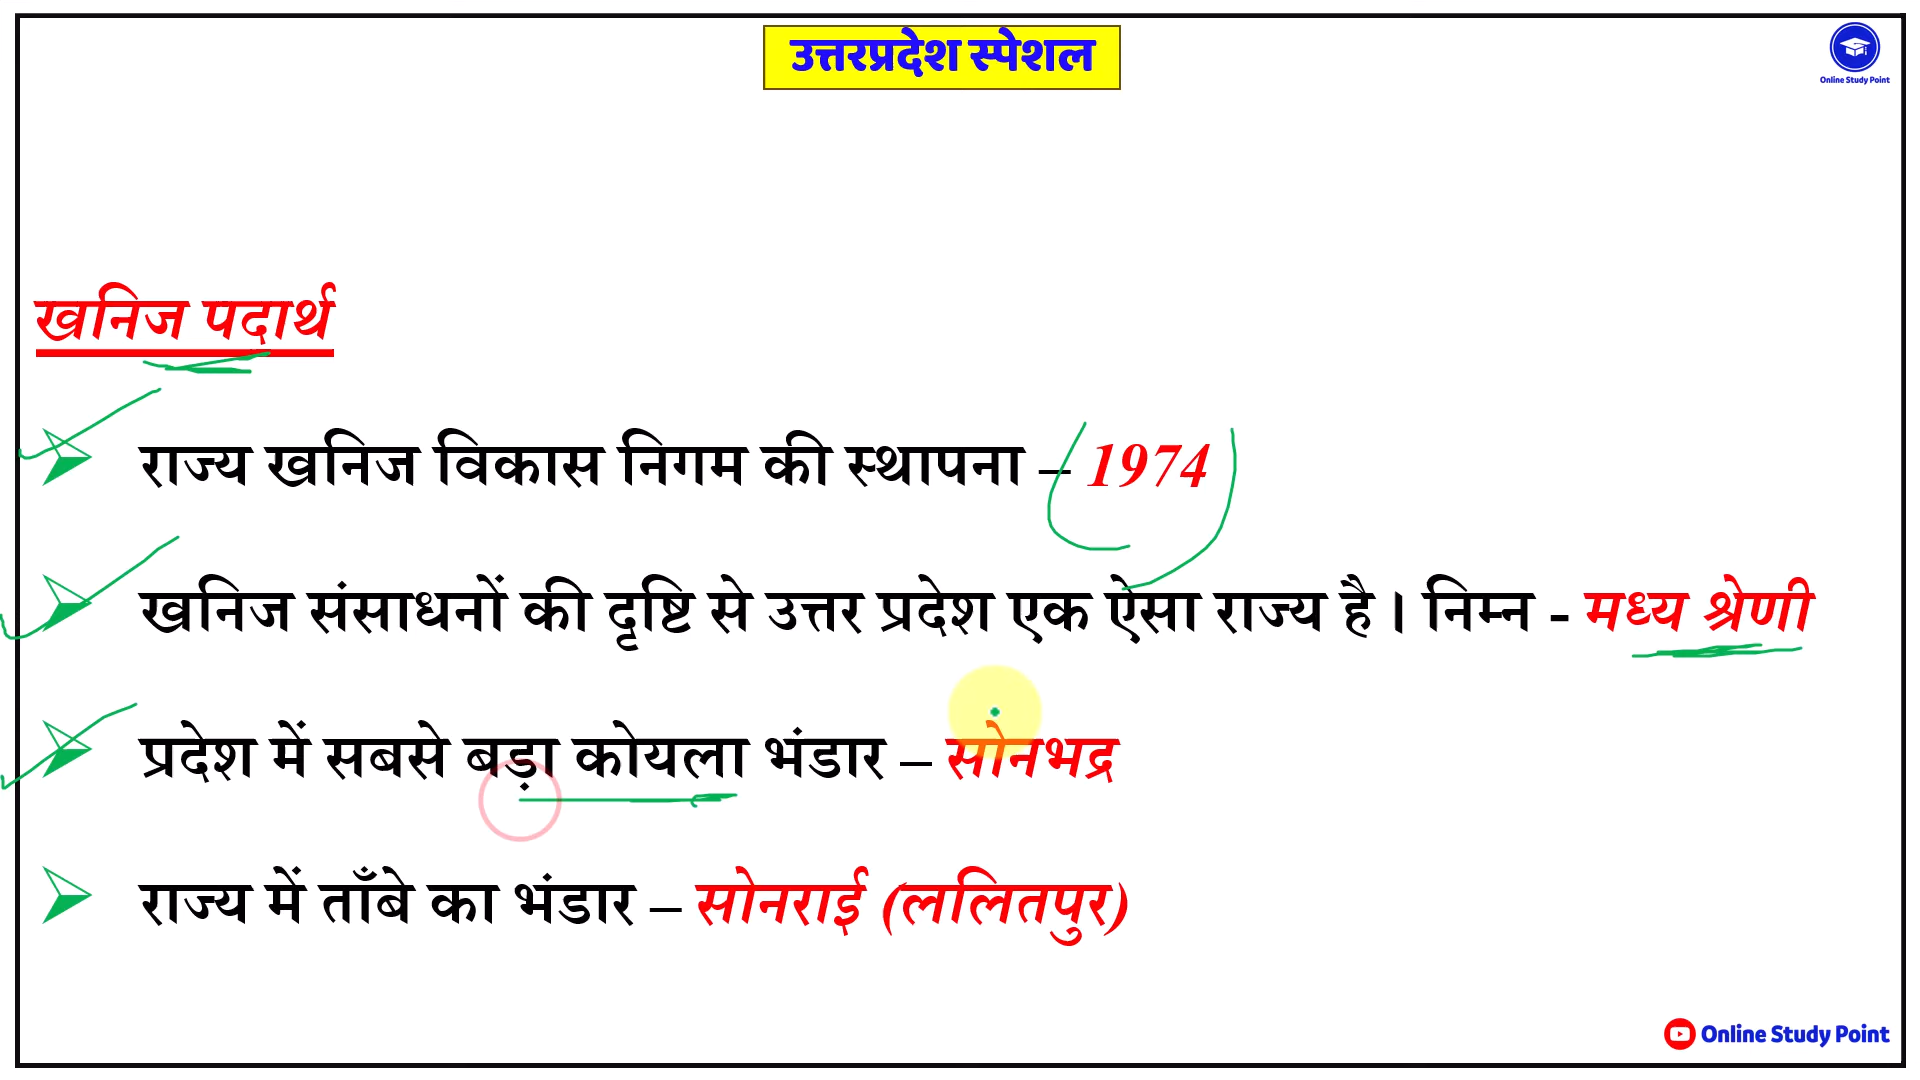 उत्तरप्रदेश स्पेशल
Online Study Point
खनिज पदार्थ
राज्य खनिज विकास निगम की स्थापना – 1974
खनिज संसाधनों की दृष्टि से उत्तर प्रदेश एक ऐसा राज्य है। निम्न - मध्य श्रेणी
प्रदेश में सबसे बड़ा कोयला भंडार – सोनभद्र
राज्य में ताँबे का भंडार – सोनराई (ललितपुर)
Online Study Point